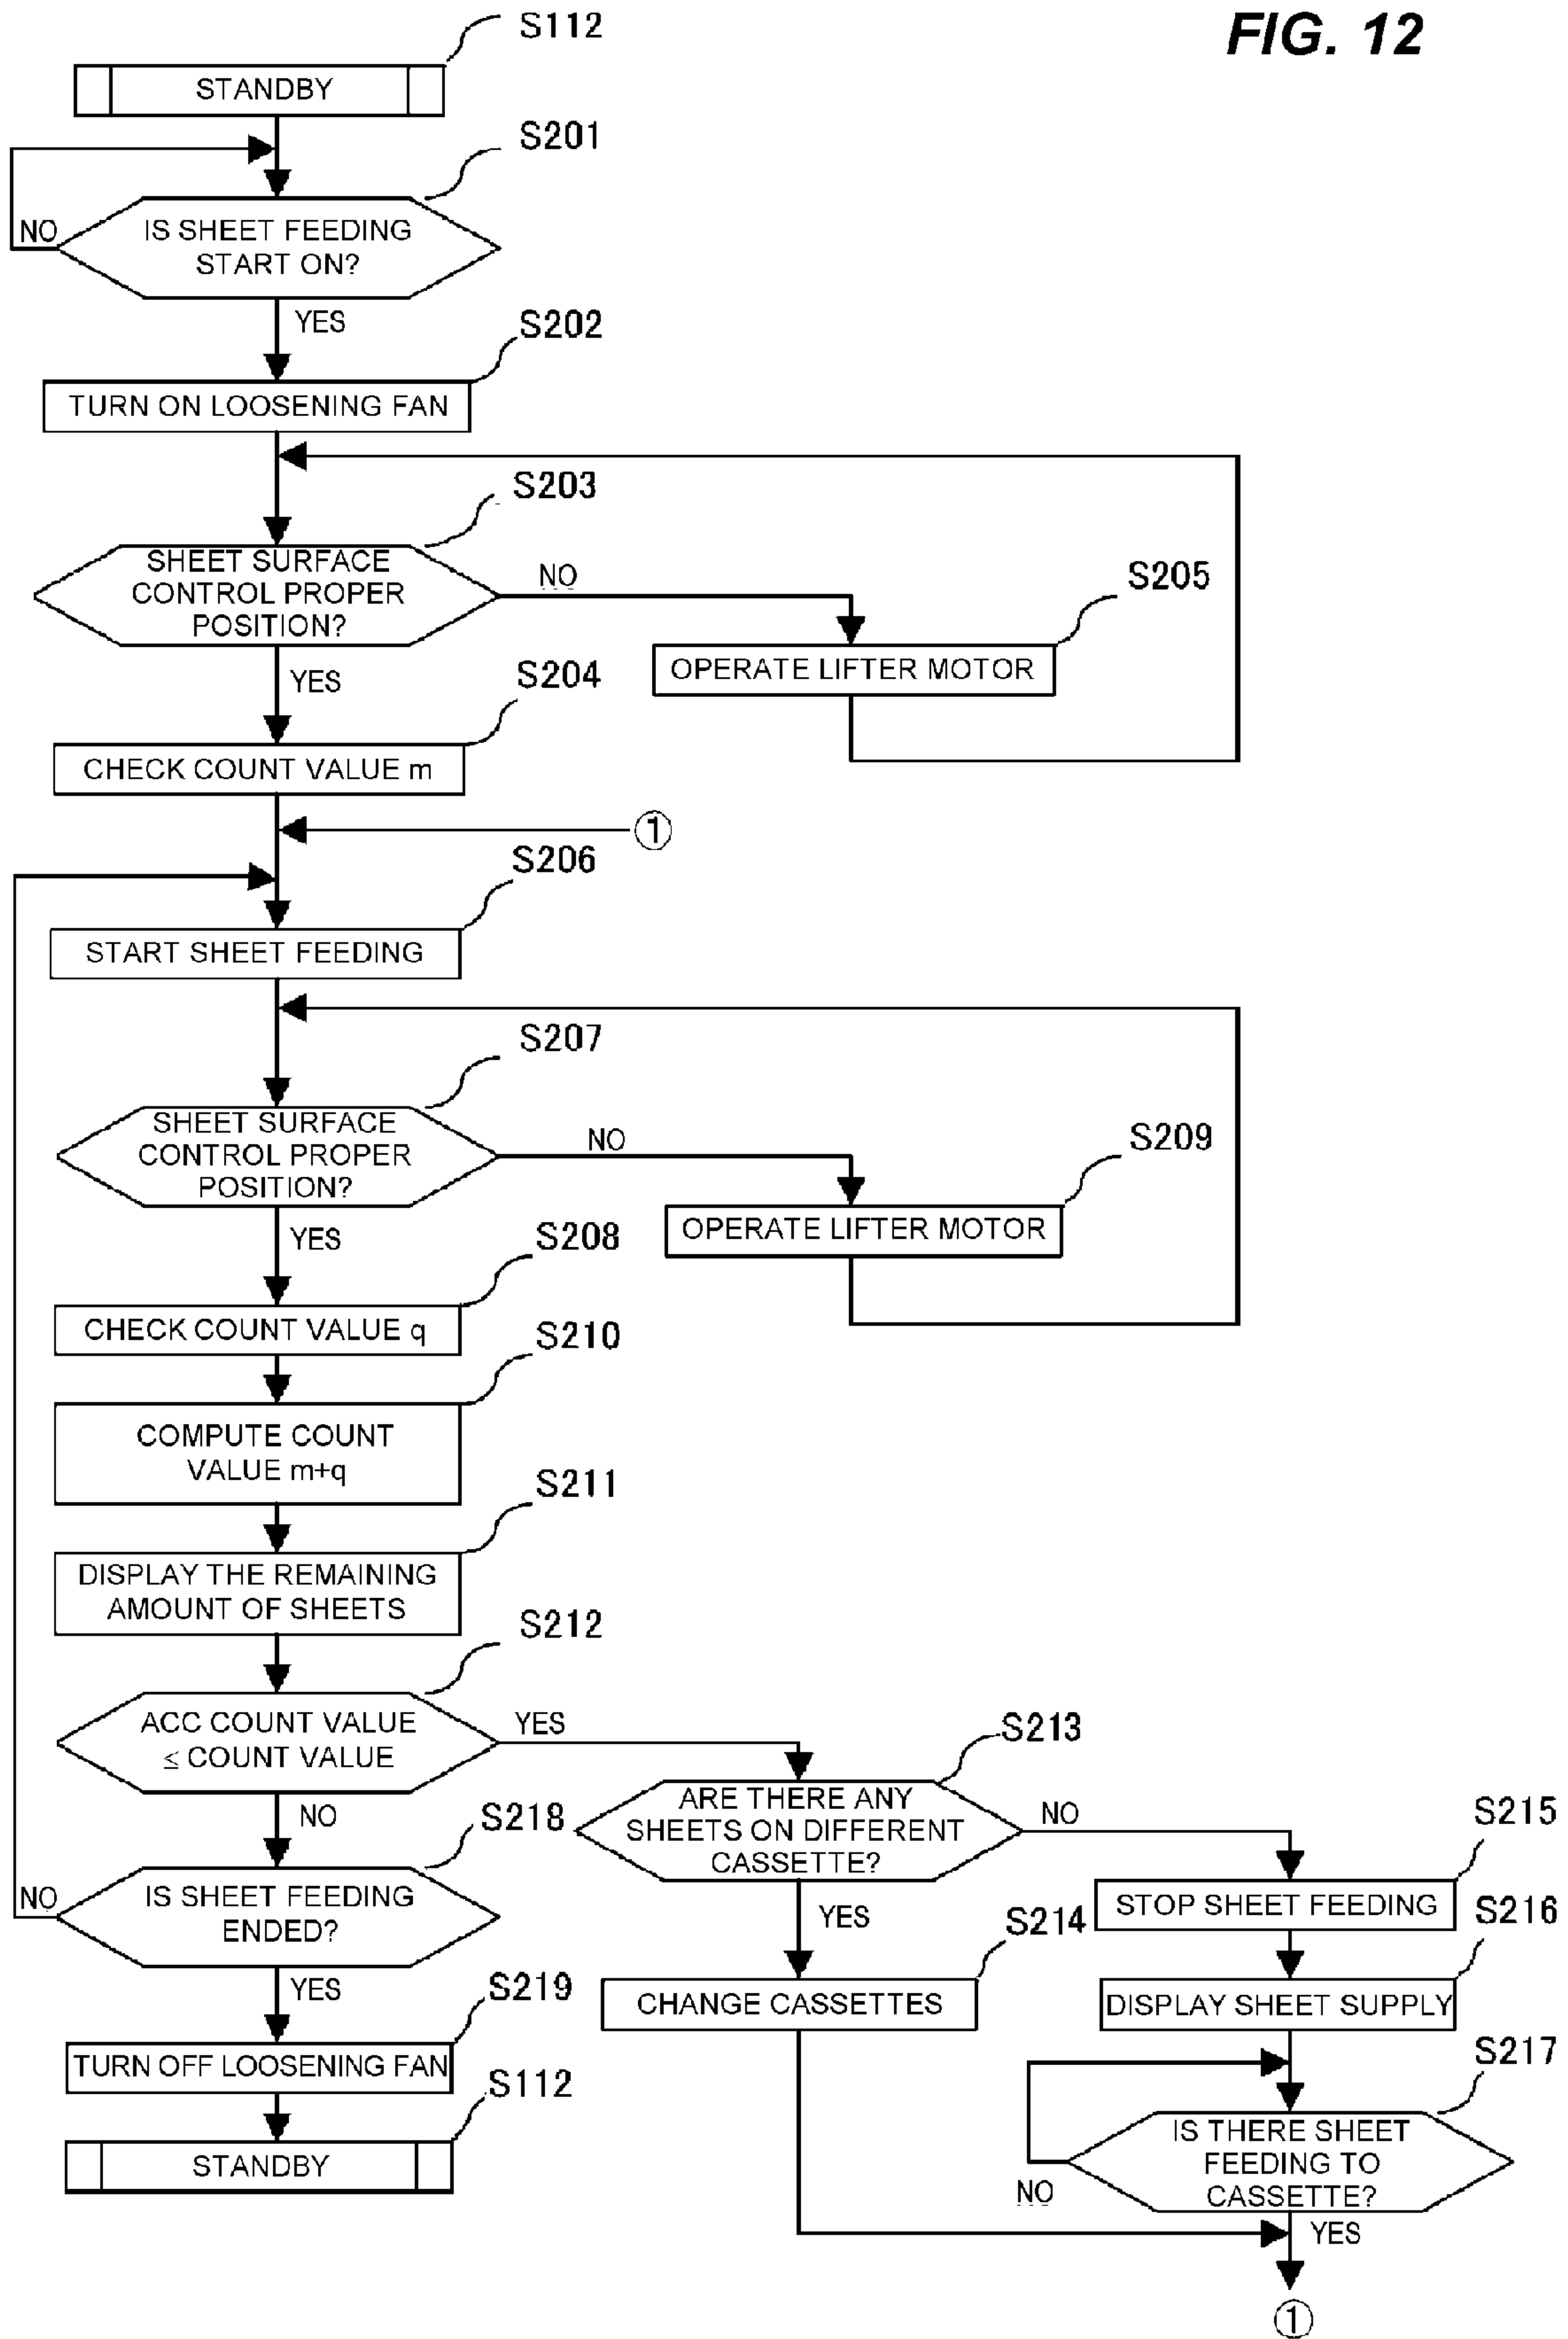 FIG. 12
S112
STANDBY
S201
IS SHEET FEEDING
START ON?
NO
YES
S202
TURN ON LOOSENING FAN
S203
SHEET SURFACE
CONTROL PROPER
POSITION?
NO
S205
OPERATE LIFTER MOTOR
YES
S204
CHECK COUNT VALUE m
①
S206
START SHEET FEEDING
S207
SHEET SURFACE
CONTROL PROPER
POSITION?
NO
S209
OPERATE LIFTER MOTOR
YES
S208
CHECK COUNT VALUE q
S210
COMPUTE COUNT
VALUE m+q
S211
DISPLAY THE REMAINING
AMOUNT OF SHEETS
S212
ACC COUNT VALUE
≤ COUNT VALUE
YES
NO
S213
ARE THERE ANY
SHEETS ON DIFFERENT
CASSETTE?
NO
YES
S214
CHANGE CASSETTES
S215
STOP SHEET FEEDING
S216
DISPLAY SHEET SUPPLY
S217
IS THERE SHEET
FEEDING TO
CASSETTE?
NO
YES
①
S218
IS SHEET FEEDING
ENDED?
NO
YES
S219
TURN OFF LOOSENING FAN
S112
STANDBY